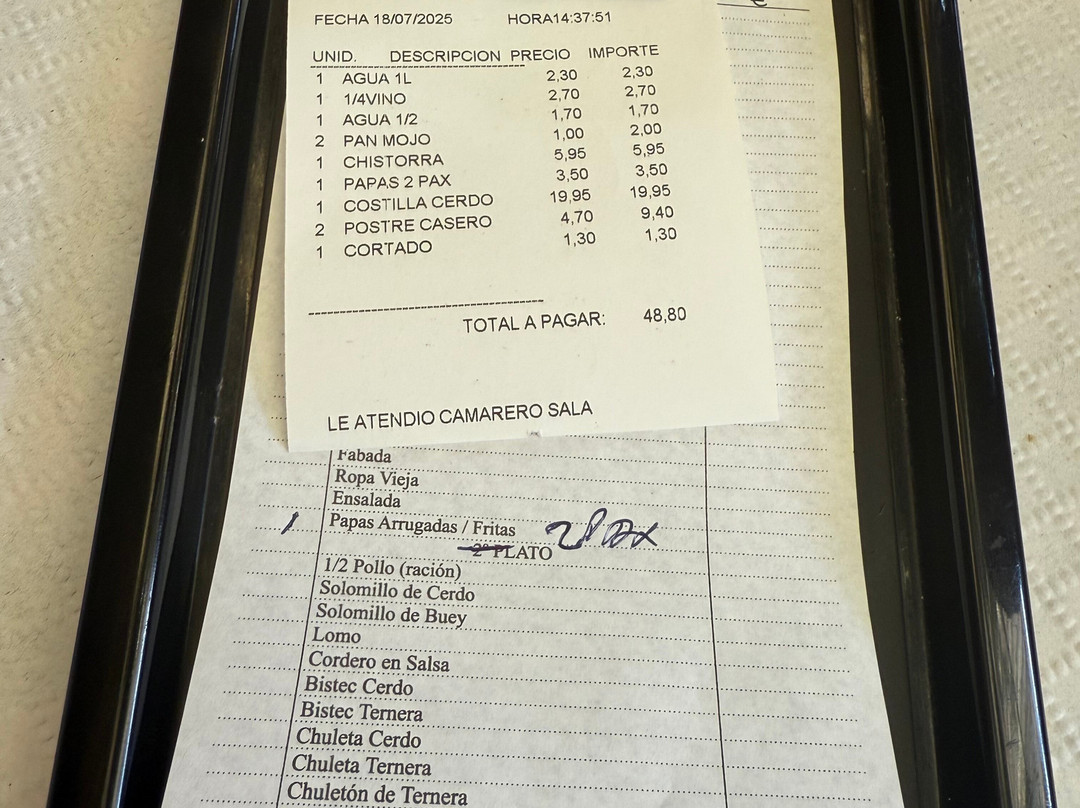 FECHA 18/07/2025 HORA14:37:51
UNID. DESCRIPCION PRECIO IMPORTE
1 AGUA 1L 2,30 2,30
1 1/4VINO 2,70 2,70
1 AGUA 1/2 1,70 1,70
2 PAN MOJO 1,00 2,00
1 CHISTORRA 5,95 5,95
1 PAPAS 2 PAX 3,50 3,50
1 COSTILLA CERDO 19,95 19,95
2 POSTRE CASERO 4,70 9,40
1 CORTADO 1,30 1,30
TOTAL A PAGAR: 48,80
LE ATENDIO CAMARERO SALA
Fabada
Ropa Vieja
Ensalada
1 Papas Arrugadas / Fritas 2 Pax
2º PLATO
1/2 Pollo (ración)
Solomillo de Cerdo
Solomillo de Buey
Lomo
Cordero en Salsa
Bistec Cerdo
Bistec Ternera
Chuleta Cerdo
Chuleta Ternera
Chuletón de Ternera